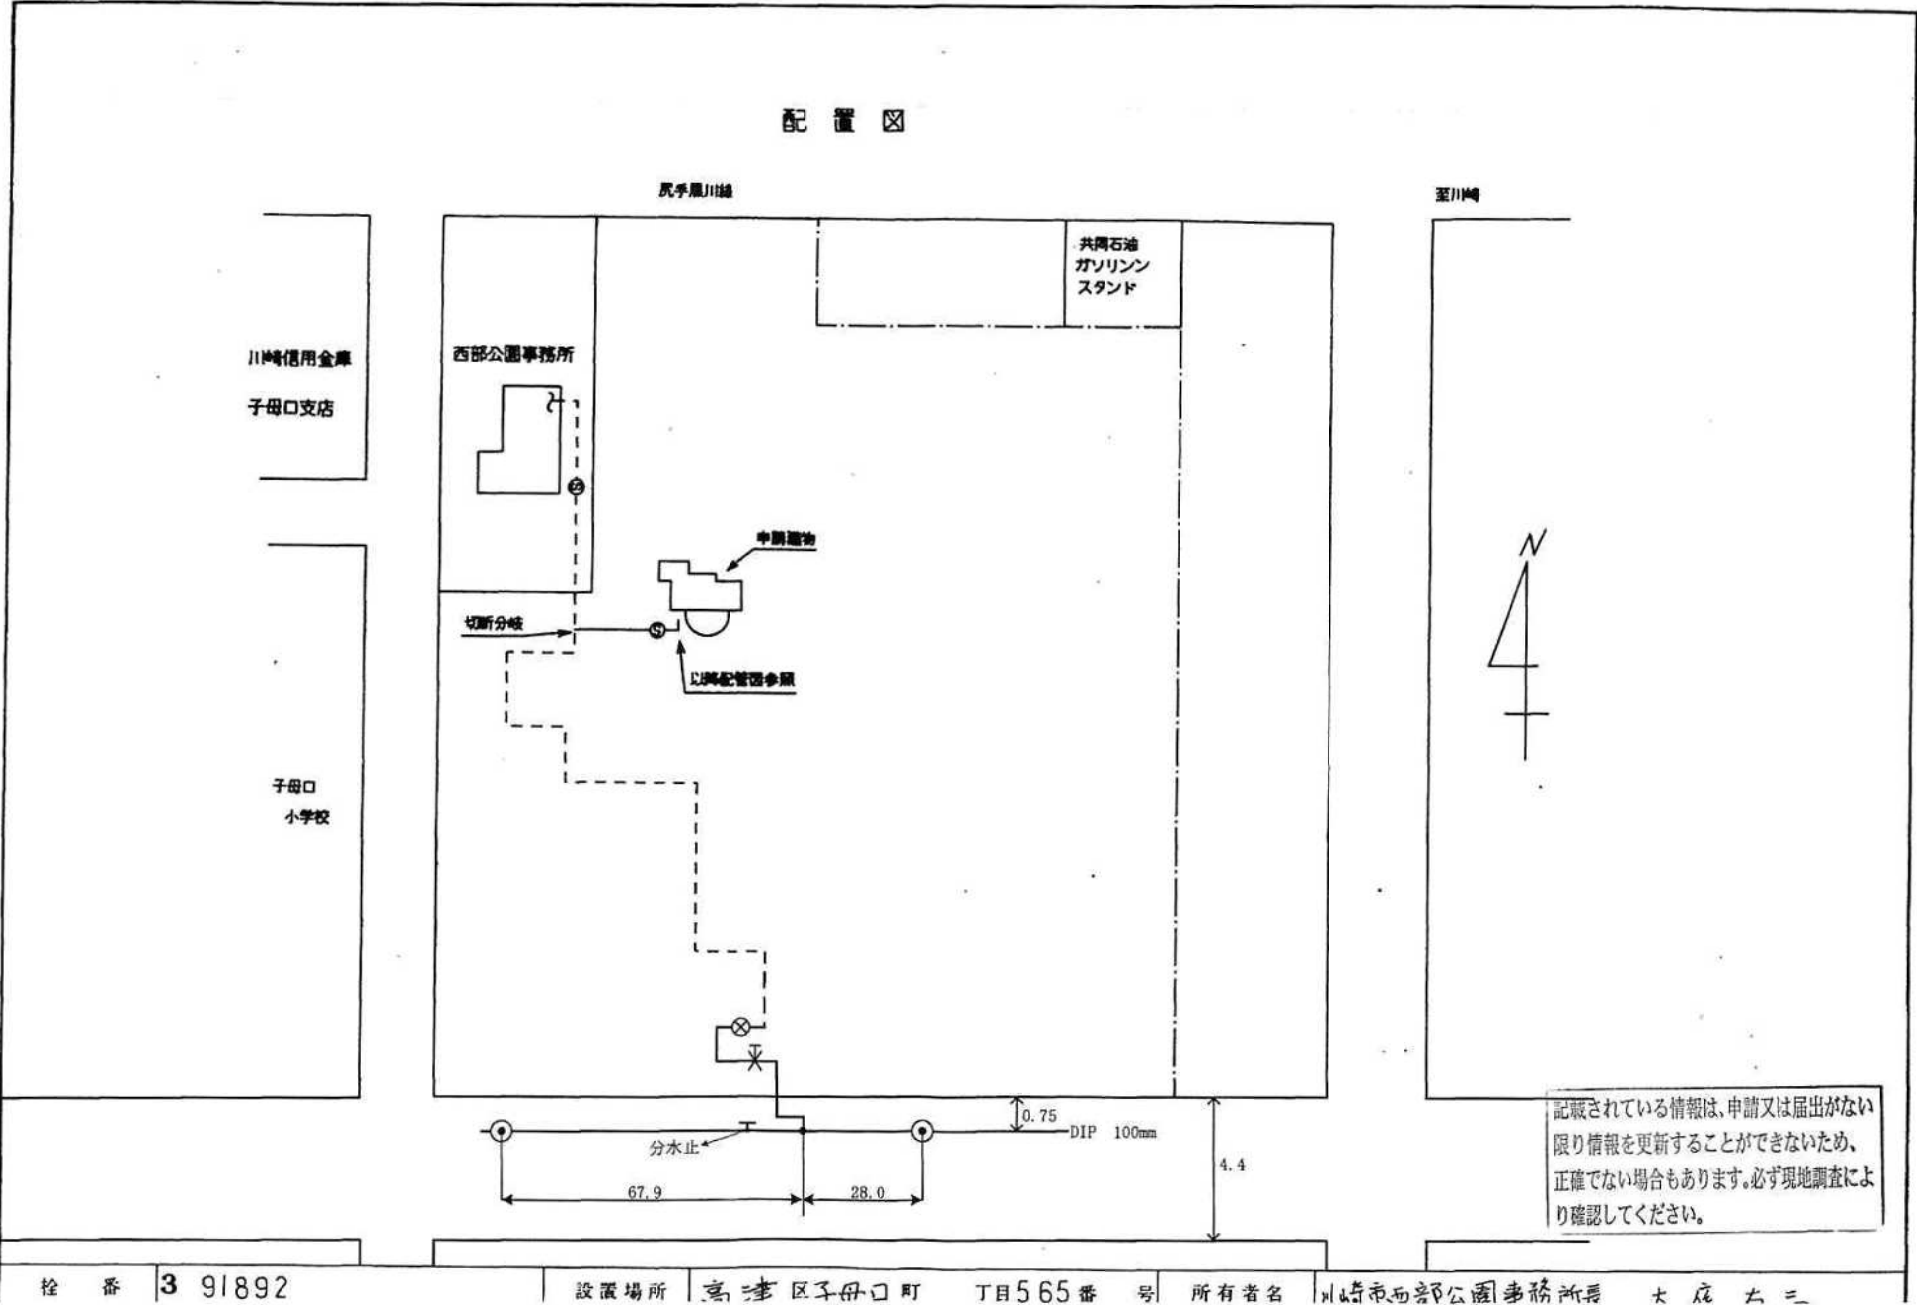 配置図
尻手黒川線
至川崎
共同石油
ガソリンン
スタンド
川崎信用金庫
子母口支店
西部公園事務所
申請建物
切断分岐
以降配管図参照
N
子母口
小学校
0.75
DIP 100mm
分水止
4.4
67.9
28.0
記載されている情報は、申請又は届出がない
限り情報を更新することができないため、
正確でない場合もあります。必ず現地調査によ
り確認してください。
栓番 3 91892 設置場所 高津区子母口町 丁目565番 号 所有者名 川崎市西部公園事務所長